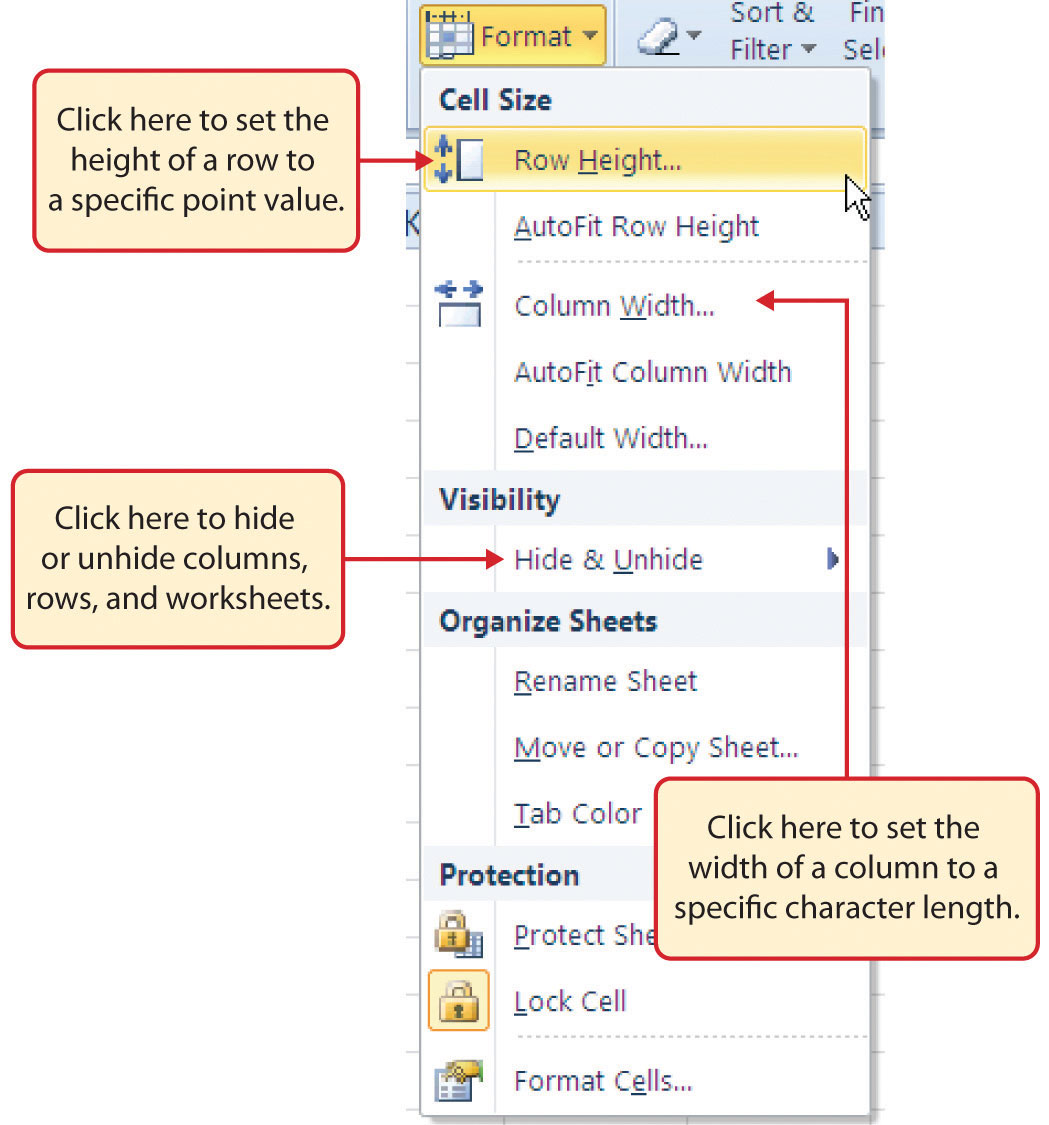 Format
Sort &
Filter
Cell Size
Click here to set the
height of a row to
a specific point value.
Row Height...
AutoFit Row Height
Column Width...
AutoFit Column Width
Default Width...
Visibility
Click here to hide
or unhide columns,
rows, and worksheets.
Hide & Unhide
Organize Sheets
Rename Sheet
Move or Copy Sheet...
Tab Color
Click here to set the
width of a column to a
specific character length.
Protection
Protect She
Lock Cell
Format Cells...